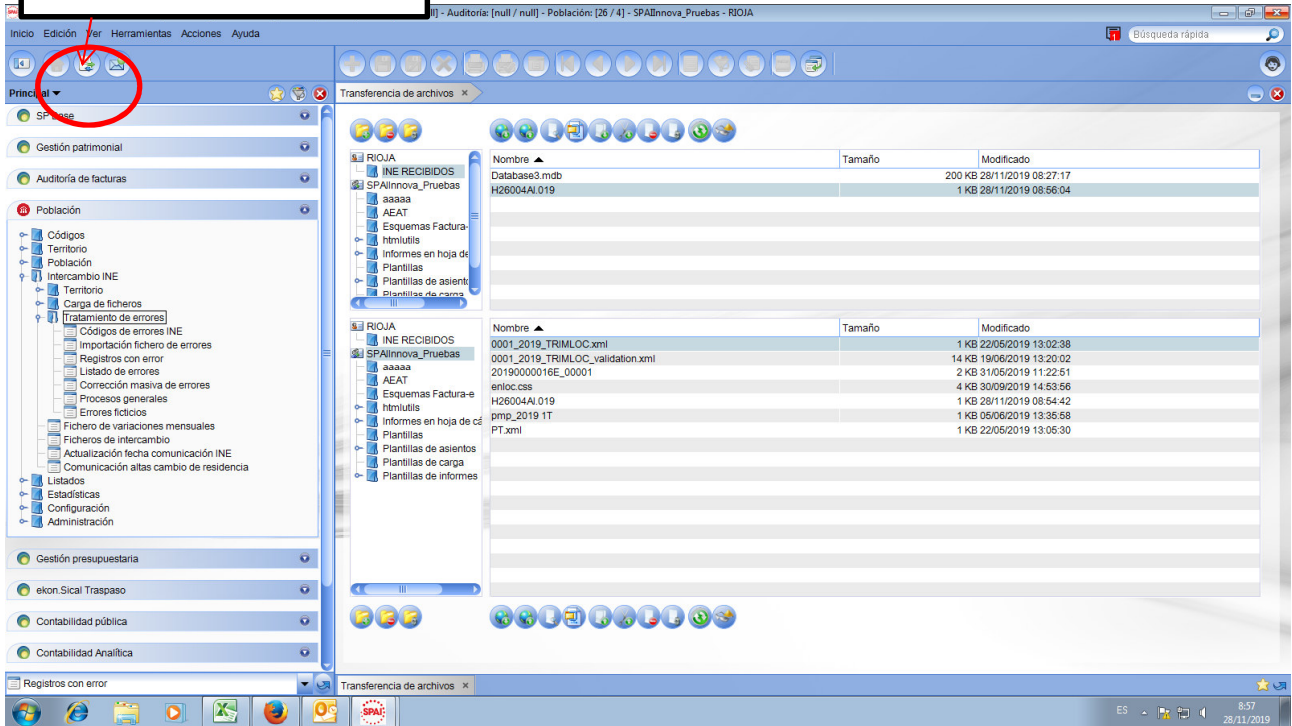 ll] - Auditoría: [null / null] - Población: [26 / 4] - SPAIInnova_Pruebas - RIOJA
Inicio Edición Ver Herramientas Acciones Ayuda
Búsqueda rápida
Principal
Transferencia de archivos
SP Base
Gestión patrimonial
Auditoría de facturas
Población
Códigos
Territorio
Población
Intercambio INE
Territorio
Carga de ficheros
Tratamiento de errores
Códigos de errores INE
Importación fichero de errores
Registros con error
Listado de errores
Corrección masiva de errores
Procesos generales
Errores ficticios
Fichero de variaciones mensuales
Ficheros de intercambio
Actualización fecha comunicación INE
Comunicación altas cambio de residencia
Listados
Estadísticas
Configuración
Administración
Gestión presupuestaria
ekon.Sical Traspaso
Contabilidad pública
Contabilidad Analítica
Registros con error
RIOJA
INE RECIBIDOS
SPAIInnova_Pruebas
aaaaa
AEAT
Esquemas Factura-
htmlutils
Informes en hoja de
Plantillas
Plantillas de asiento
Plantillas de carga
Nombre Tamaño Modificado
Database3.mdb 200 KB 28/11/2019 08:27:17
H26004AI.019 1 KB 28/11/2019 08:56:04
RIOJA
INE RECIBIDOS
SPAIInnova_Pruebas
aaaaa
AEAT
Esquemas Factura-e
htmlutils
Informes en hoja de cá
Plantillas
Plantillas de asientos
Plantillas de carga
Plantillas de informes
Nombre Tamaño Modificado
0001_2019_TRIMLOC.xml 1 KB 22/05/2019 13:02:38
0001_2019_TRIMLOC_validation.xml 14 KB 19/06/2019 13:20:02
20190000016E_00001 2 KB 31/05/2019 11:22:51
enloc.css 4 KB 30/09/2019 14:53:56
H26004AI.019 1 KB 28/11/2019 08:54:42
pmp_2019 1T 1 KB 05/06/2019 13:35:58
PT.xml 1 KB 22/05/2019 13:05:30
Transferencia de archivos
SPAI
ES
8:57
28/11/2019